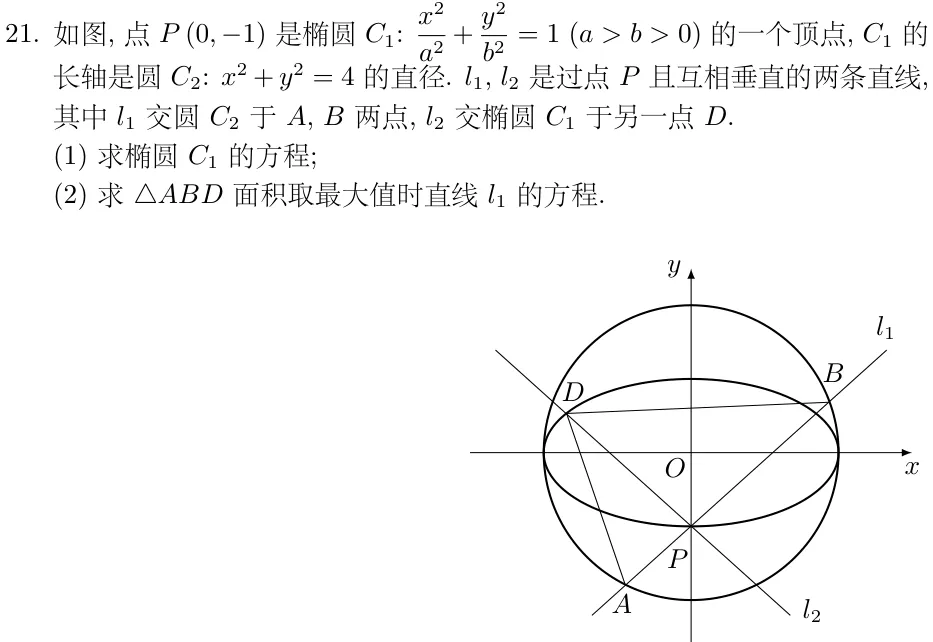 21. 如图, 点 P (0, −1) 是椭圆 C₁: x²/a² + y²/b² = 1 (a > b > 0) 的一个顶点, C₁ 的
长轴是圆 C₂: x² + y² = 4 的直径. l₁, l₂ 是过点 P 且互相垂直的两条直线,
其中 l₁ 交圆 C₂ 于 A, B 两点, l₂ 交椭圆 C₁ 于另一点 D.
(1) 求椭圆 C₁ 的方程;
(2) 求 △ABD 面积取最大值时直线 l₁ 的方程.
y
l₁
B
D
O
x
P
A
l₂